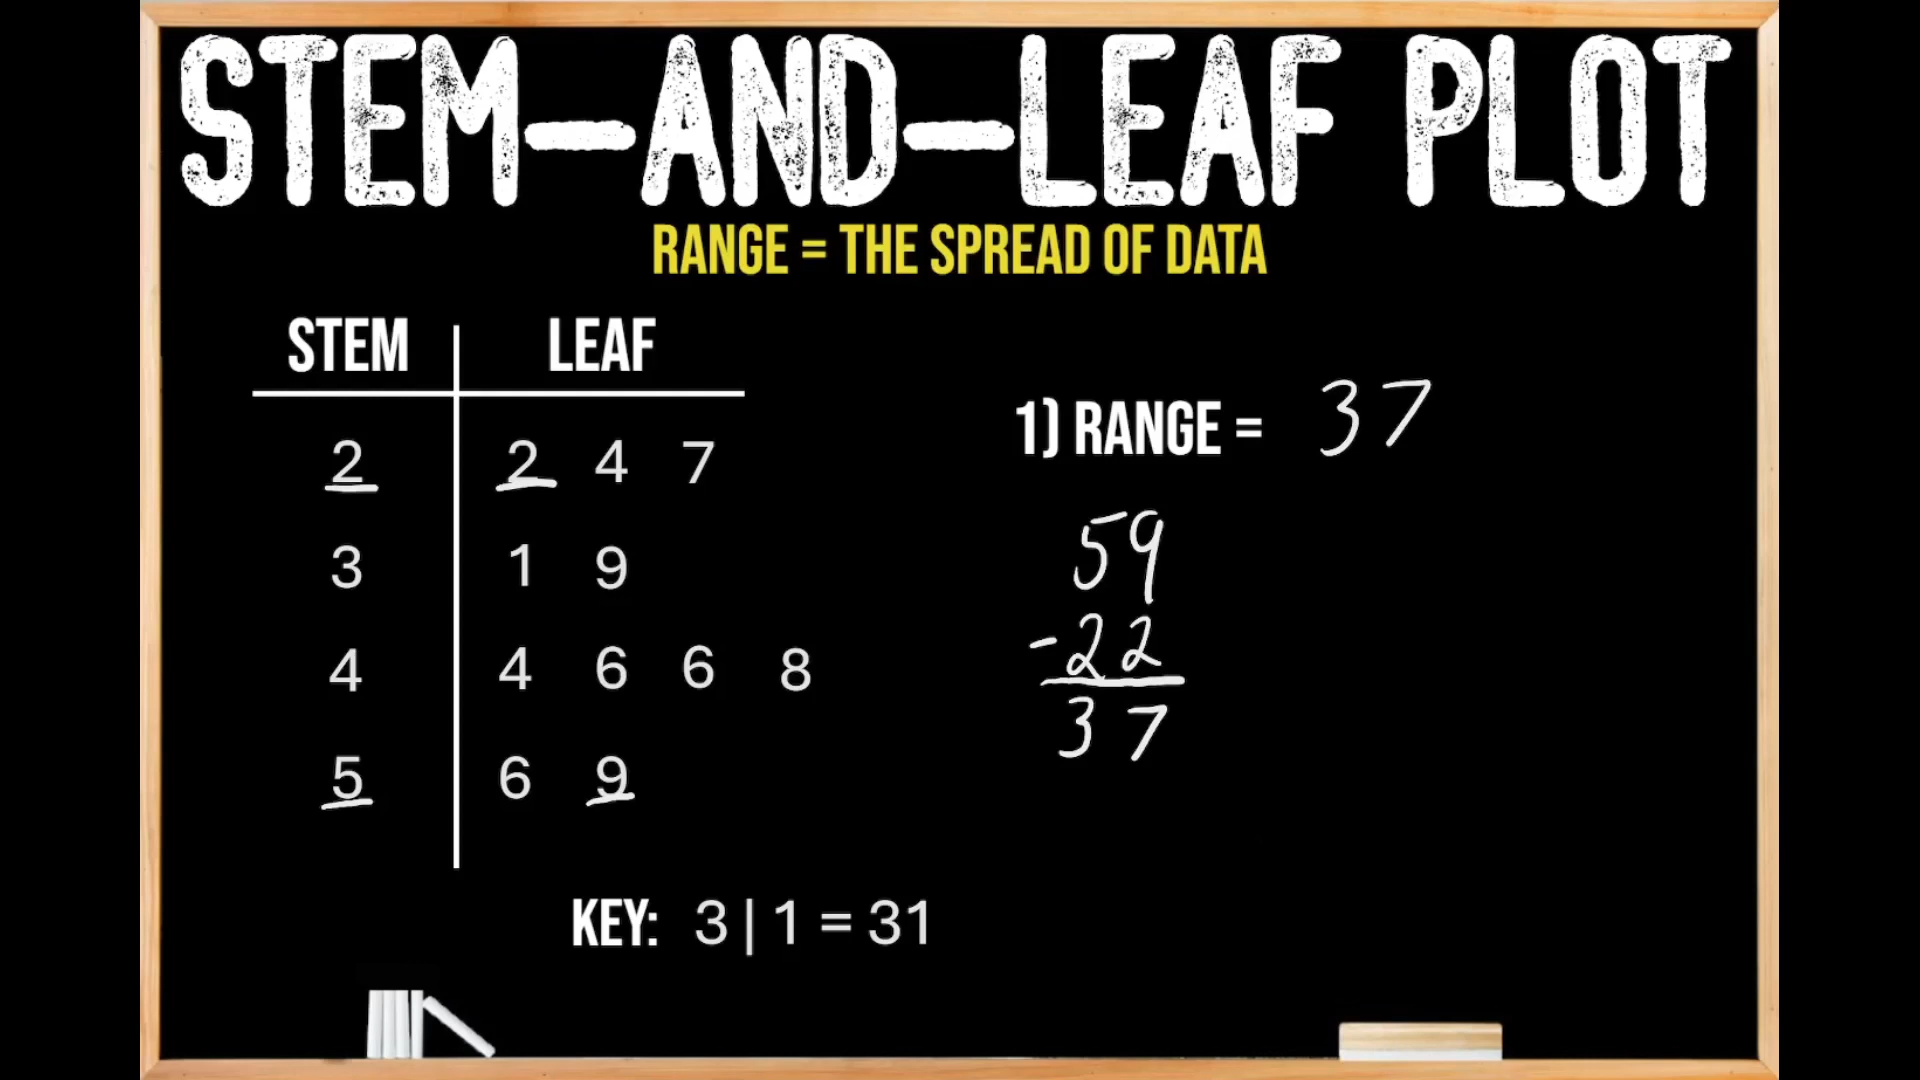 STEM-AND-LEAF PLOT
RANGE = THE SPREAD OF DATA
STEM LEAF
2 2 4 7
3 1 9
4 4 6 6 8
5 6 9
KEY: 3 | 1 = 31
1) RANGE = 37
59
-22
37